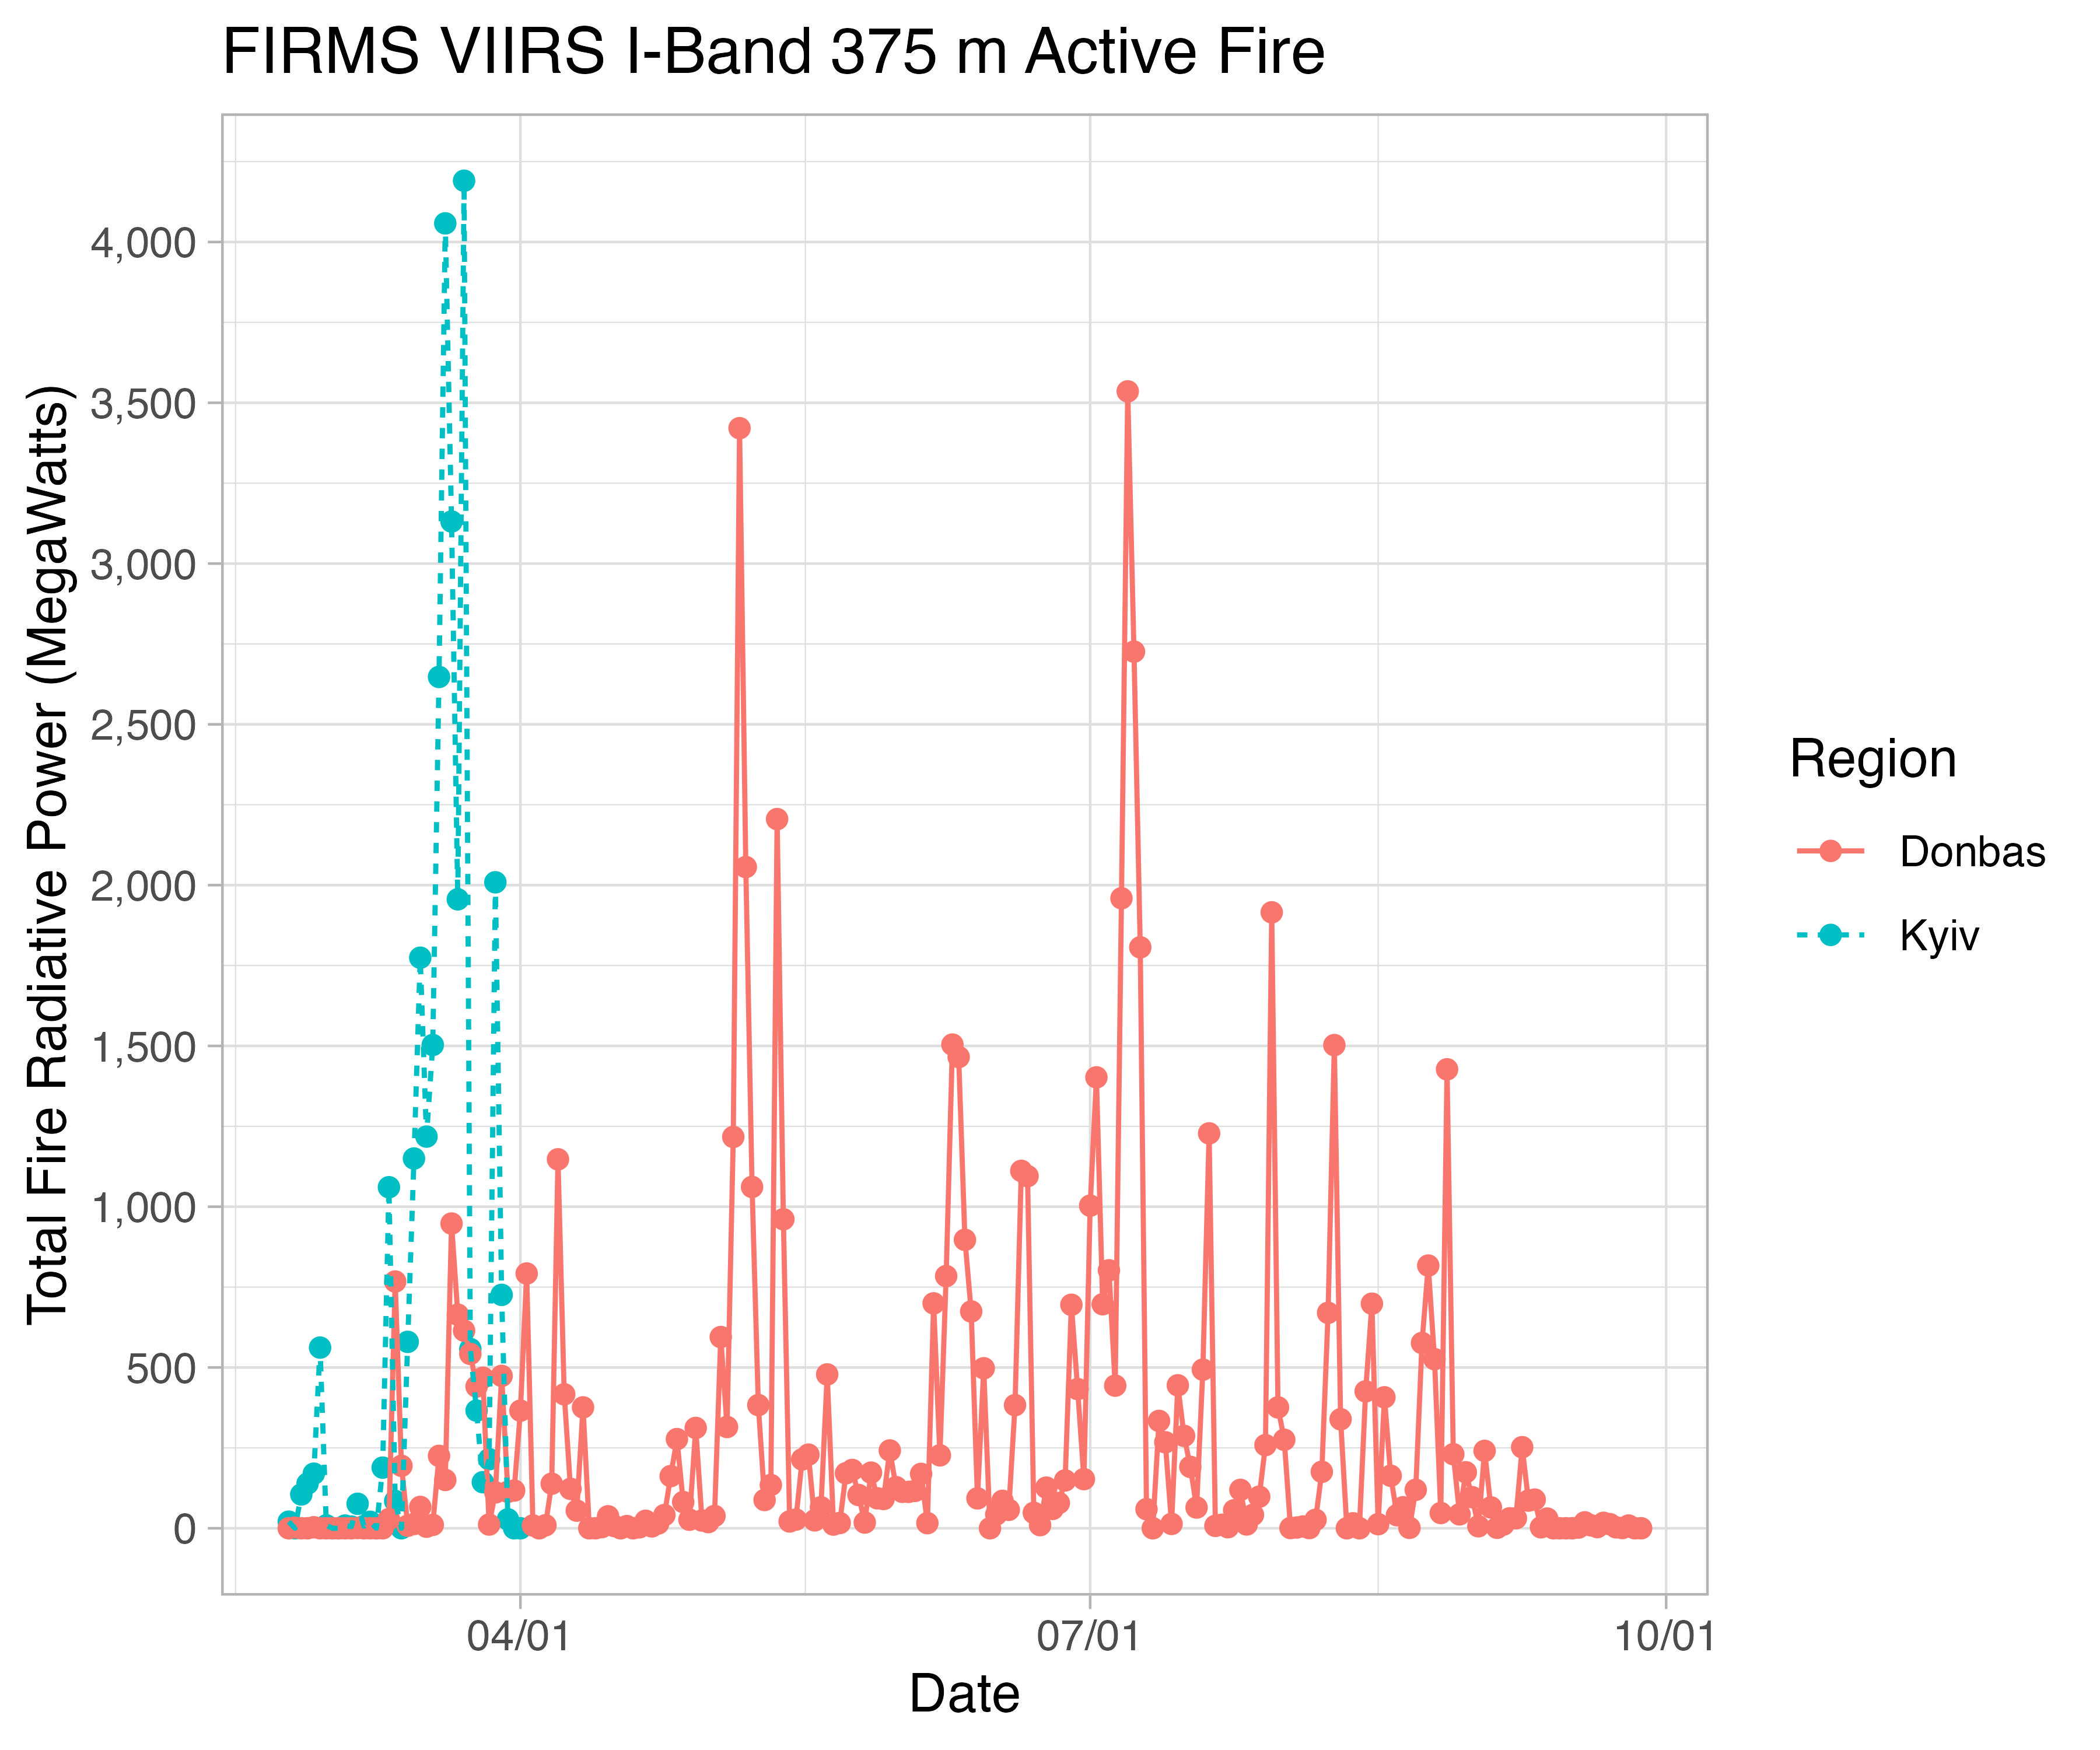 FIRMS VIIRS I-Band 375 m Active Fire
Total Fire Radiative Power (MegaWatts)
4,000
3,500
3,000
2,500
2,000
1,500
1,000
500
0
04/01
07/01
10/01
Date
Region
Donbas
Kyiv